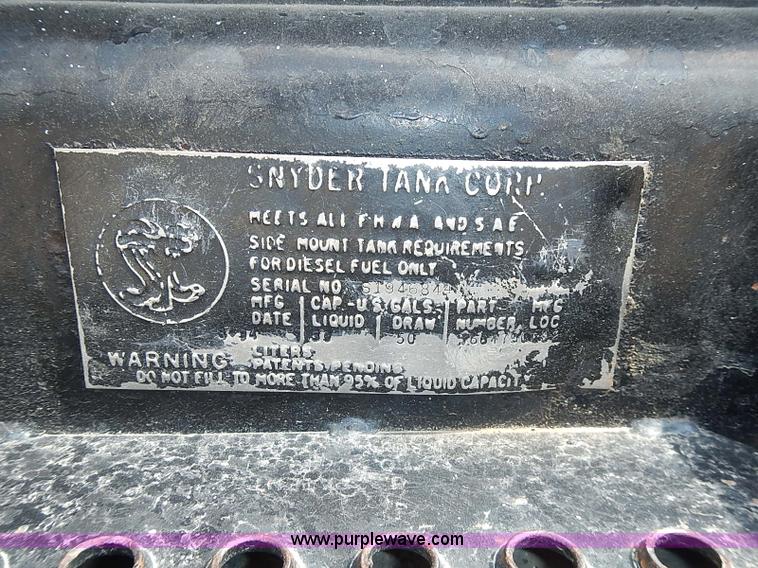 SNYDER TANK CORP.
MEETS ALL F.H.W.A. AND S.A.E.
SIDE MOUNT TANK REQUIREMENTS
FOR DIESEL FUEL ONLY
SERIAL NO.
MFG CAP.-U.S. GALS. PART MFG
DATE LIQUID DRAW NUMBER, LOC
50
LITERS
WARNING PATENTS PENDING
DO NOT FILL TO MORE THAN 95% OF LIQUID CAPACITY
www.purplewave.com